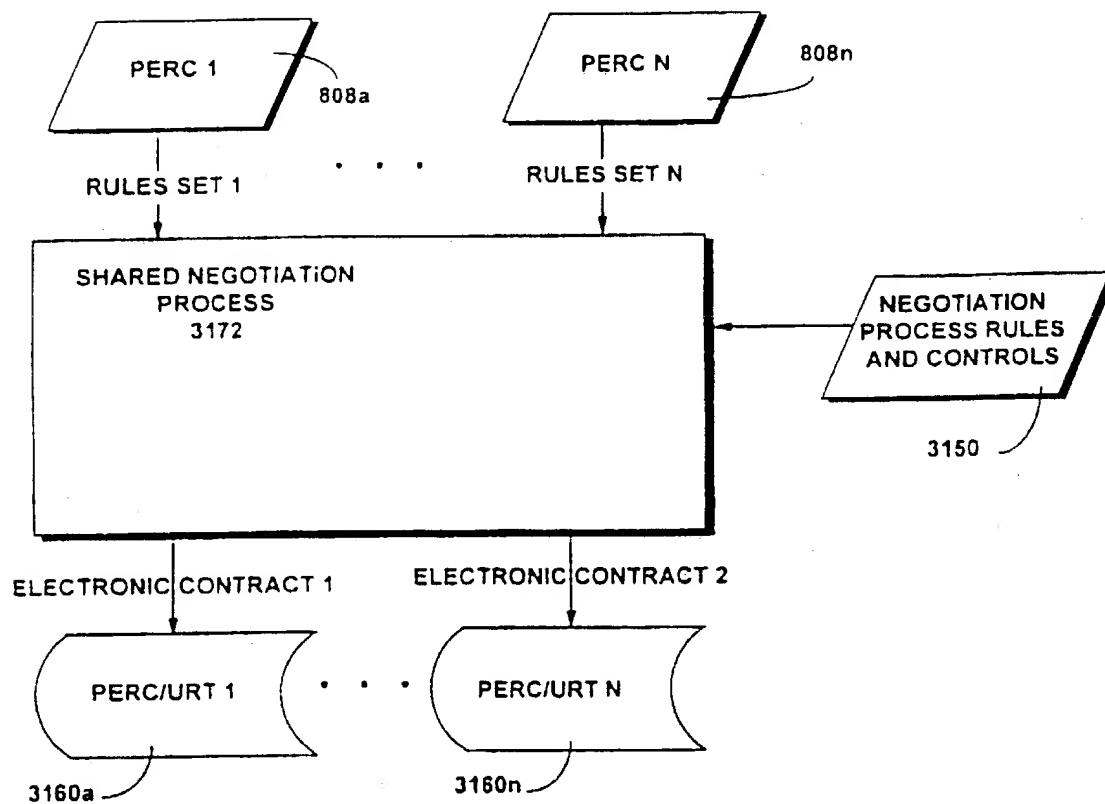 PERC 1
808a
PERC N
808n
RULES SET 1
. . .
RULES SET N
SHARED NEGOTIATiON
PROCESS
3172
NEGOTIATION
PROCESS RULES
AND CONTROLS
3150
ELECTRONIC CONTRACT 1
ELECTRONIC CONTRACT 2
PERC/URT 1
. . .
PERC/URT N
3160a
3160n